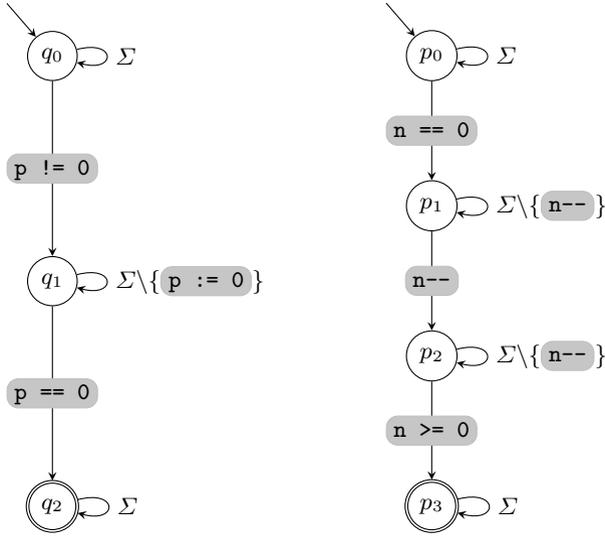 q0 Σ
p != 0
q1 Σ\{p := 0}
p == 0
q2 Σ
p0 Σ
n == 0
p1 Σ\{n--}
n--
p2 Σ\{n--}
n >= 0
p3 Σ